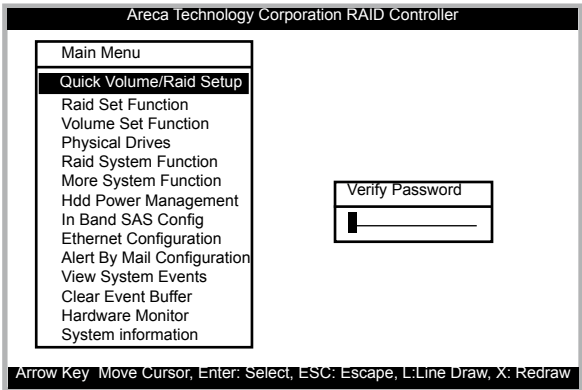 Areca Technology Corporation RAID Controller
Main Menu
Quick Volume/Raid Setup
Raid Set Function
Volume Set Function
Physical Drives
Raid System Function
More System Function
Hdd Power Management
In Band SAS Config
Ethernet Configuration
Alert By Mail Configuration
View System Events
Clear Event Buffer
Hardware Monitor
System information
Verify Password
Arrow Key Move Cursor, Enter: Select, ESC: Escape, L:Line Draw, X: Redraw